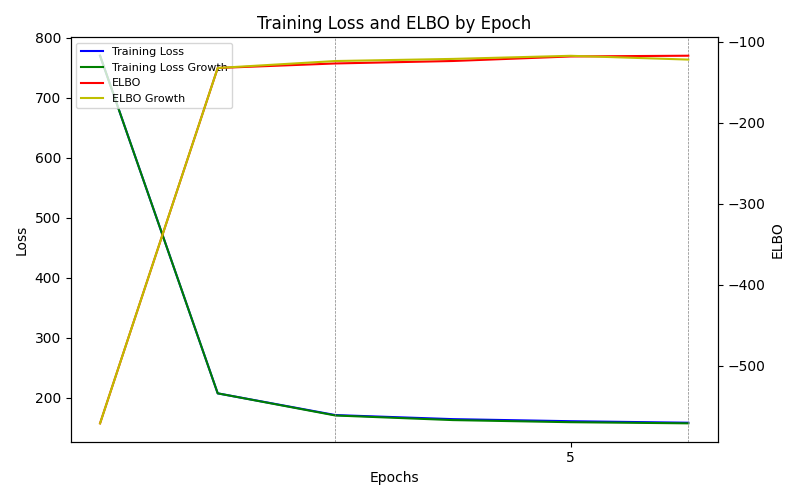 Training Loss and ELBO by Epoch
Training Loss
Training Loss Growth
ELBO
ELBO Growth
800
700
600
500
400
300
200
Loss
−100
−200
−300
−400
−500
ELBO
5
Epochs